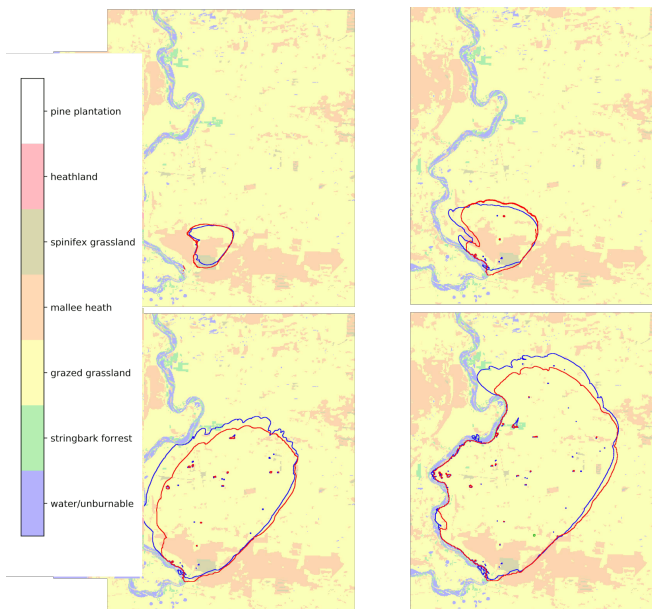 pine plantation
heathland
spinifex grassland
mallee heath
grazed grassland
stringbark forrest
water/unburnable